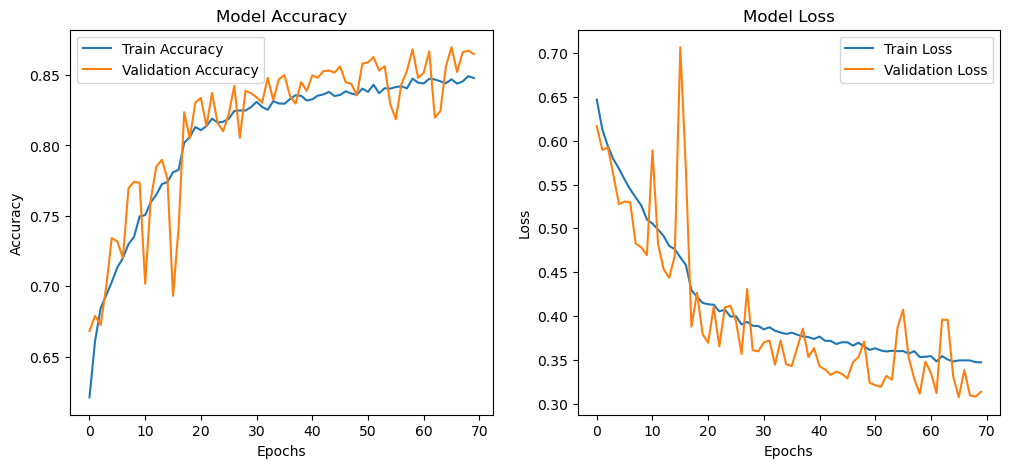 Model Accuracy
Train Accuracy
Validation Accuracy
0.85
0.80
0.75
0.70
0.65
Accuracy
0 10 20 30 40 50 60 70
Epochs
Model Loss
Train Loss
Validation Loss
0.70
0.65
0.60
0.55
0.50
0.45
0.40
0.35
0.30
Loss
0 10 20 30 40 50 60 70
Epochs